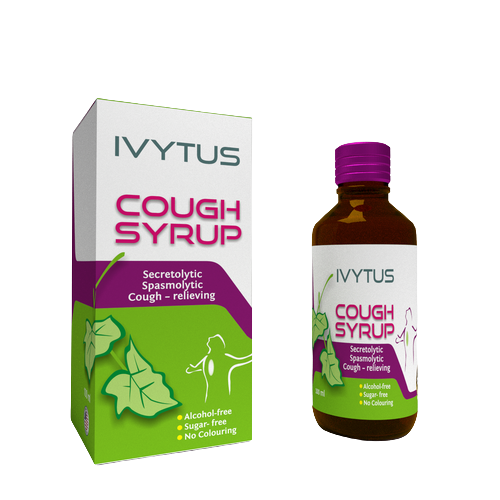 IVYTUS
COUGH
SYRUP
Secretolytic
Spasmolytic
Cough – relieving
Alcohol-free
Sugar- free
No Colouring
IVYTUS
COUGH
SYRUP
Secretolytic
Spasmolytic
Cough – relieving
Alcohol-free
Sugar- free
No Colouring